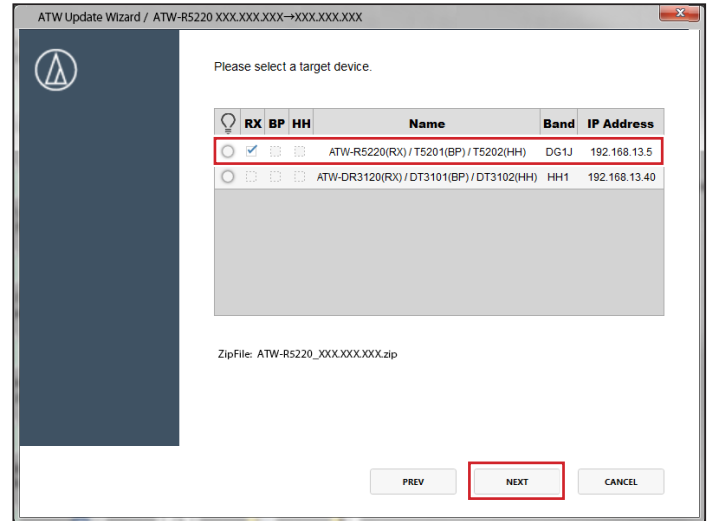 ATW Update Wizard / ATW-R5220 XXX.XXX.XXX→XXX.XXX.XXX
x
Please select a target device.
RX BP HH Name Band IP Address
ATW-R5220(RX) / T5201(BP) / T5202(HH) DG1J 192.168.13.5
ATW-DR3120(RX) / DT3101(BP) / DT3102(HH) HH1 192.168.13.40
ZipFile: ATW-R5220_XXX.XXX.XXX.zip
PREV NEXT CANCEL